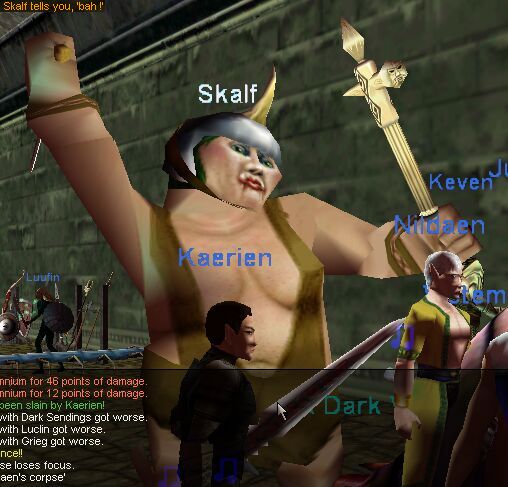 Skalf tells you, 'bah !'
Skalf
Keven
Nildaen
Kaerien
Luufin
Dark
nnium for 46 points of damage.
nnium for 12 points of damage.
been slain by Kaerien!
with Dark Sendings got worse.
with Luclin got worse.
with Grieg got worse.
nce!!
se loses focus.
aen's corpse'